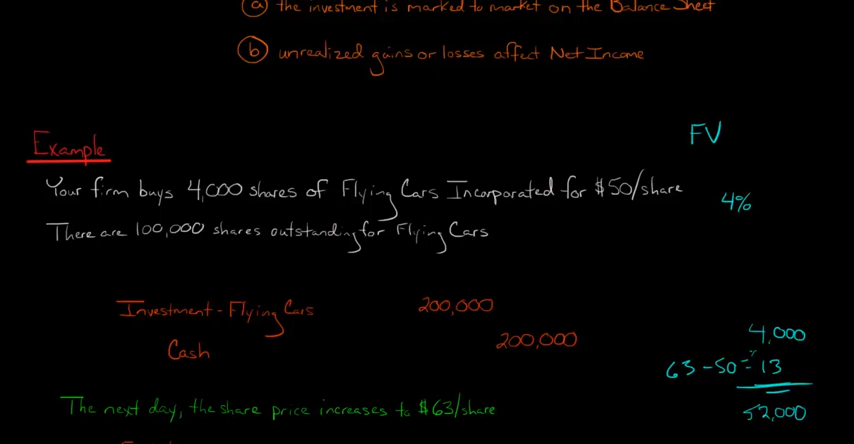 (a) the investment is marked to market on the Balance Sheet
(b) unrealized gains or losses affect Net Income
FV
Example
Your firm buys 4,000 shares of Flying Cars Incorporated for $50/share
4%
There are 100,000 shares outstanding for Flying Cars
Investment - Flying Cars 200,000
Cash 200,000
4,000
63 - 50 = 13
The next day, the share price increases to $63/share
52,000